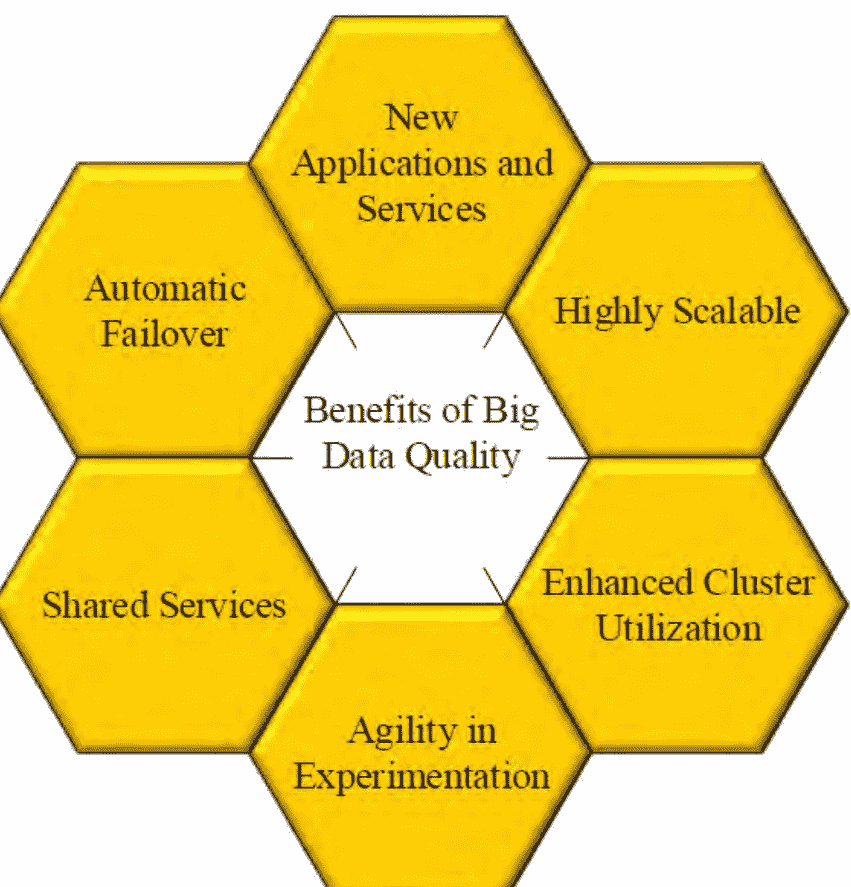 New
Applications and
Services
Automatic
Failover
Highly Scalable
Benefits of Big
Data Quality
Shared Services
Enhanced Cluster
Utilization
Agility in
Experimentation